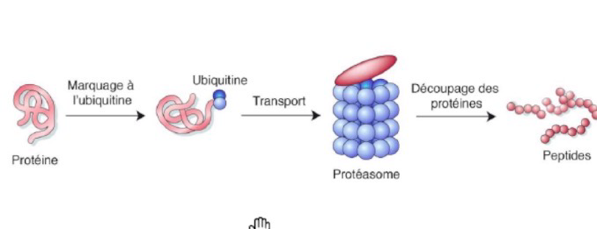 Protéine
Marquage à
l'ubiquitine
Ubiquitine
Transport
Protéasome
Découpage des
protéines
Peptides